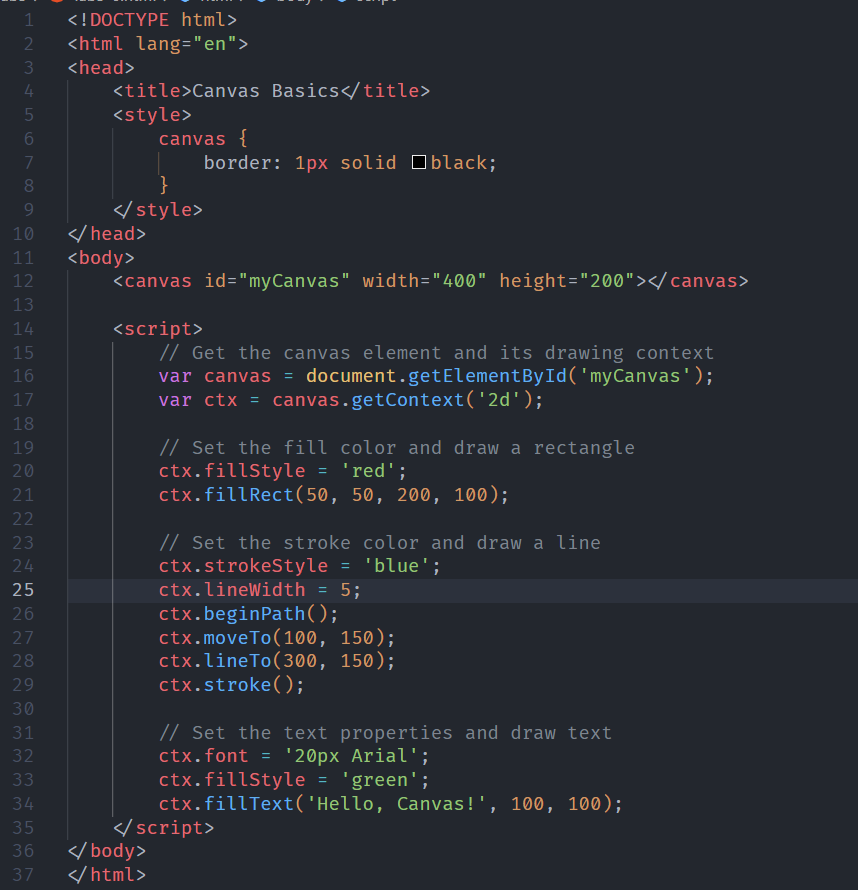 1 <!DOCTYPE html>
2 <html lang="en">
3 <head>
4     <title>Canvas Basics</title>
5     <style>
6         canvas {
7             border: 1px solid black;
8         }
9     </style>
10 </head>
11 <body>
12     <canvas id="myCanvas" width="400" height="200"></canvas>
13
14     <script>
15         // Get the canvas element and its drawing context
16         var canvas = document.getElementById('myCanvas');
17         var ctx = canvas.getContext('2d');
18
19         // Set the fill color and draw a rectangle
20         ctx.fillStyle = 'red';
21         ctx.fillRect(50, 50, 200, 100);
22
23         // Set the stroke color and draw a line
24         ctx.strokeStyle = 'blue';
25         ctx.lineWidth = 5;
26         ctx.beginPath();
27         ctx.moveTo(100, 150);
28         ctx.lineTo(300, 150);
29         ctx.stroke();
30
31         // Set the text properties and draw text
32         ctx.font = '20px Arial';
33         ctx.fillStyle = 'green';
34         ctx.fillText('Hello, Canvas!', 100, 100);
35     </script>
36 </body>
37 </html>